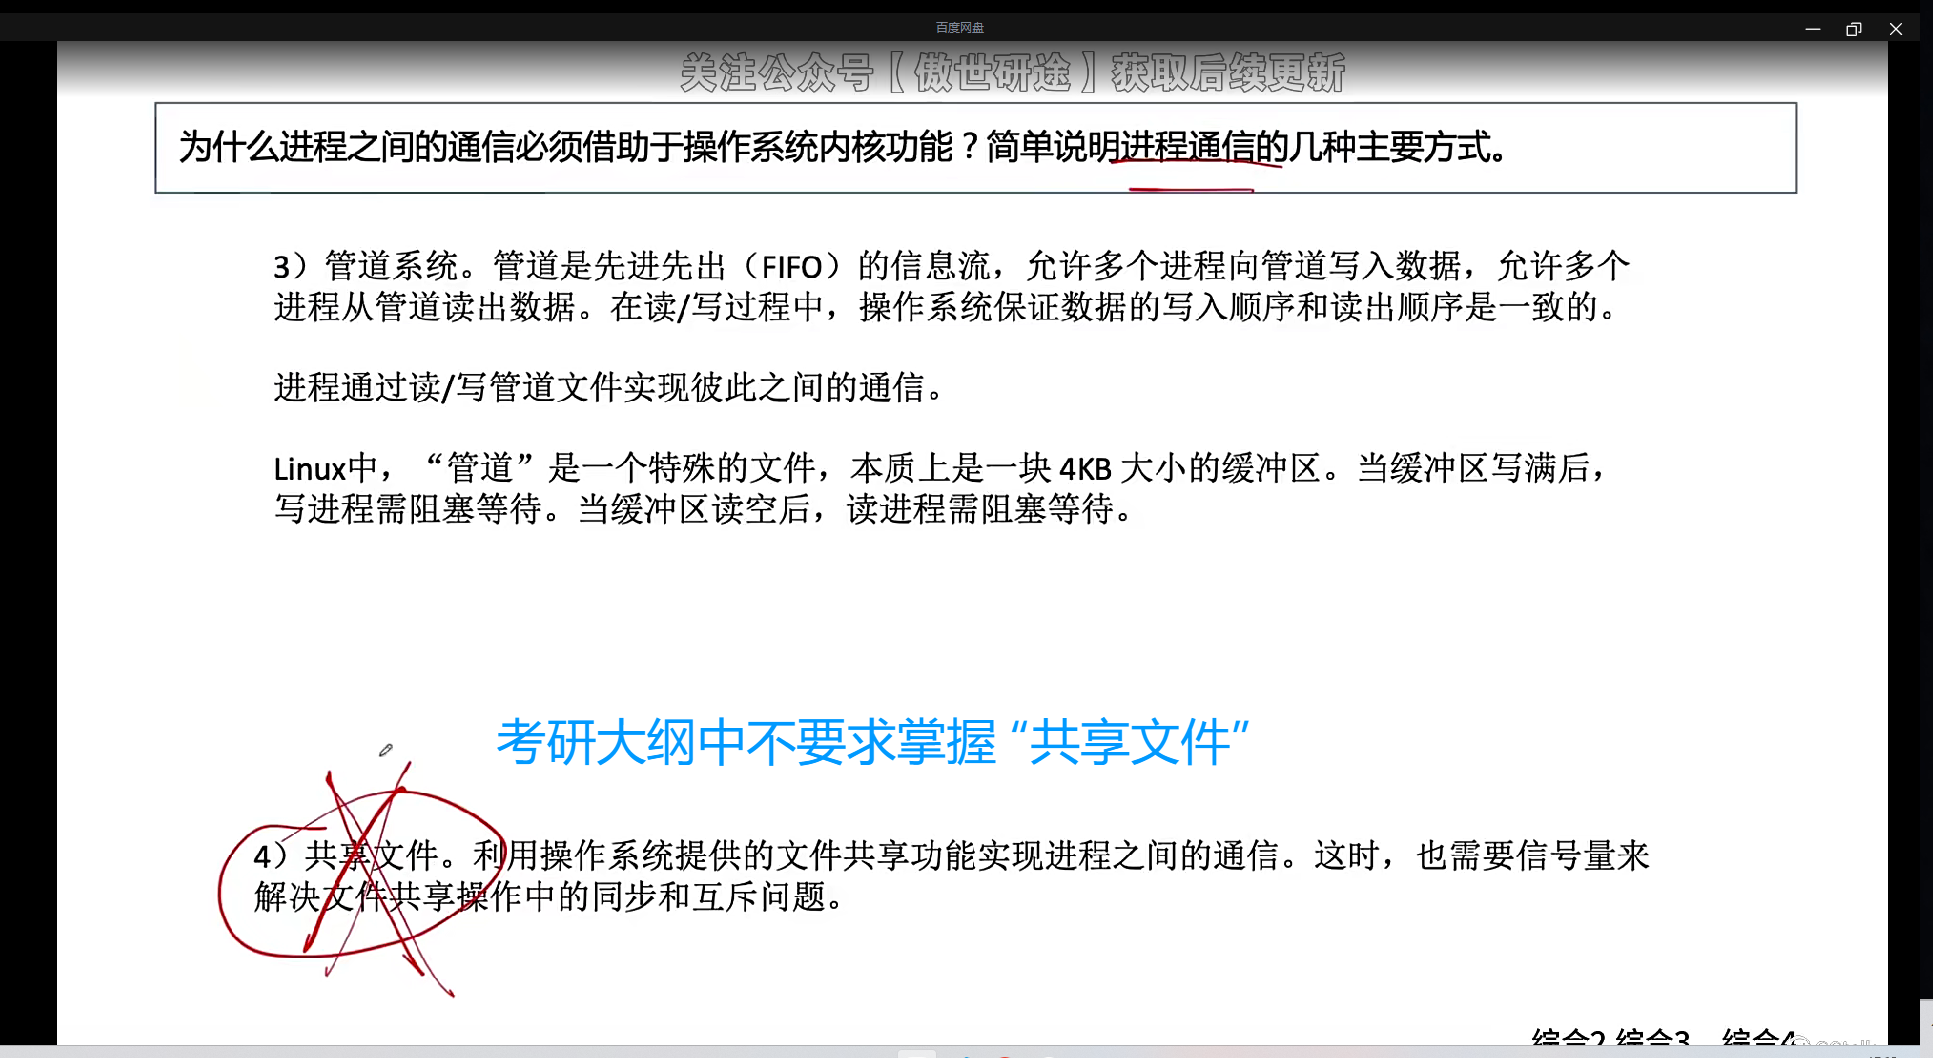 百度网盘
关注公众号【傲世研途】获取后续更新
为什么进程之间的通信必须借助于操作系统内核功能？简单说明进程通信的几种主要方式。
3）管道系统。管道是先进先出（FIFO）的信息流，允许多个进程向管道写入数据，允许多个
进程从管道读出数据。在读/写过程中，操作系统保证数据的写入顺序和读出顺序是一致的。
进程通过读/写管道文件实现彼此之间的通信。
Linux中，“管道”是一个特殊的文件，本质上是一块 4KB 大小的缓冲区。当缓冲区写满后，
写进程需阻塞等待。当缓冲区读空后，读进程需阻塞等待。
考研大纲中不要求掌握 “共享文件”
4）共享文件。利用操作系统提供的文件共享功能实现进程之间的通信。这时，也需要信号量来
解决文件共享操作中的同步和互斥问题。
综合2 综合3 综合4